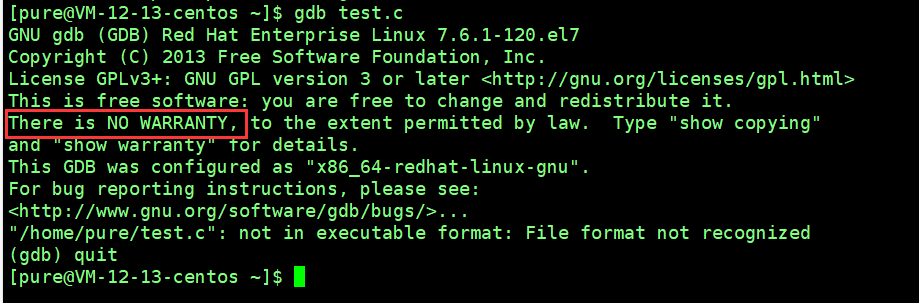 [pure@VM-12-13-centos ~]$ gdb test.c
GNU gdb (GDB) Red Hat Enterprise Linux 7.6.1-120.el7
Copyright (C) 2013 Free Software Foundation, Inc.
License GPLv3+: GNU GPL version 3 or later <http://gnu.org/licenses/gpl.html>
This is free software: you are free to change and redistribute it.
There is NO WARRANTY, to the extent permitted by law.  Type "show copying"
and "show warranty" for details.
This GDB was configured as "x86_64-redhat-linux-gnu".
For bug reporting instructions, please see:
<http://www.gnu.org/software/gdb/bugs/>...
"/home/pure/test.c": not in executable format: File format not recognized
(gdb) quit
[pure@VM-12-13-centos ~]$